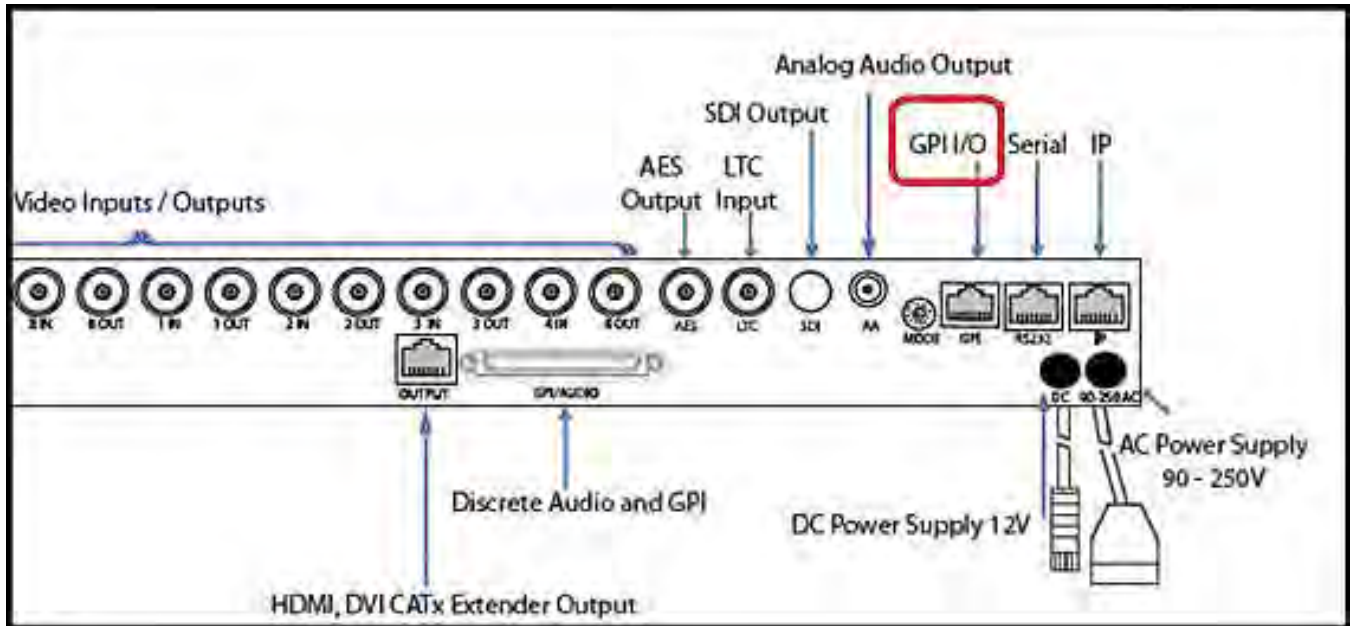 Analog Audio Output
SDI Output
GPI I/O Serial IP
AES LTC
Output Input
Video Inputs / Outputs
1 IN 1 OUT 2 IN 2 OUT 3 IN 3 OUT 4 IN 4 OUT AES LTC SDI AA
MODE GPI RS232 IP
OUTPUT GPI/AUDIO DC 90-250 AC
AC Power Supply
90 - 250V
Discrete Audio and GPI
DC Power Supply 12V
HDMI, DVI CATx Extender Output